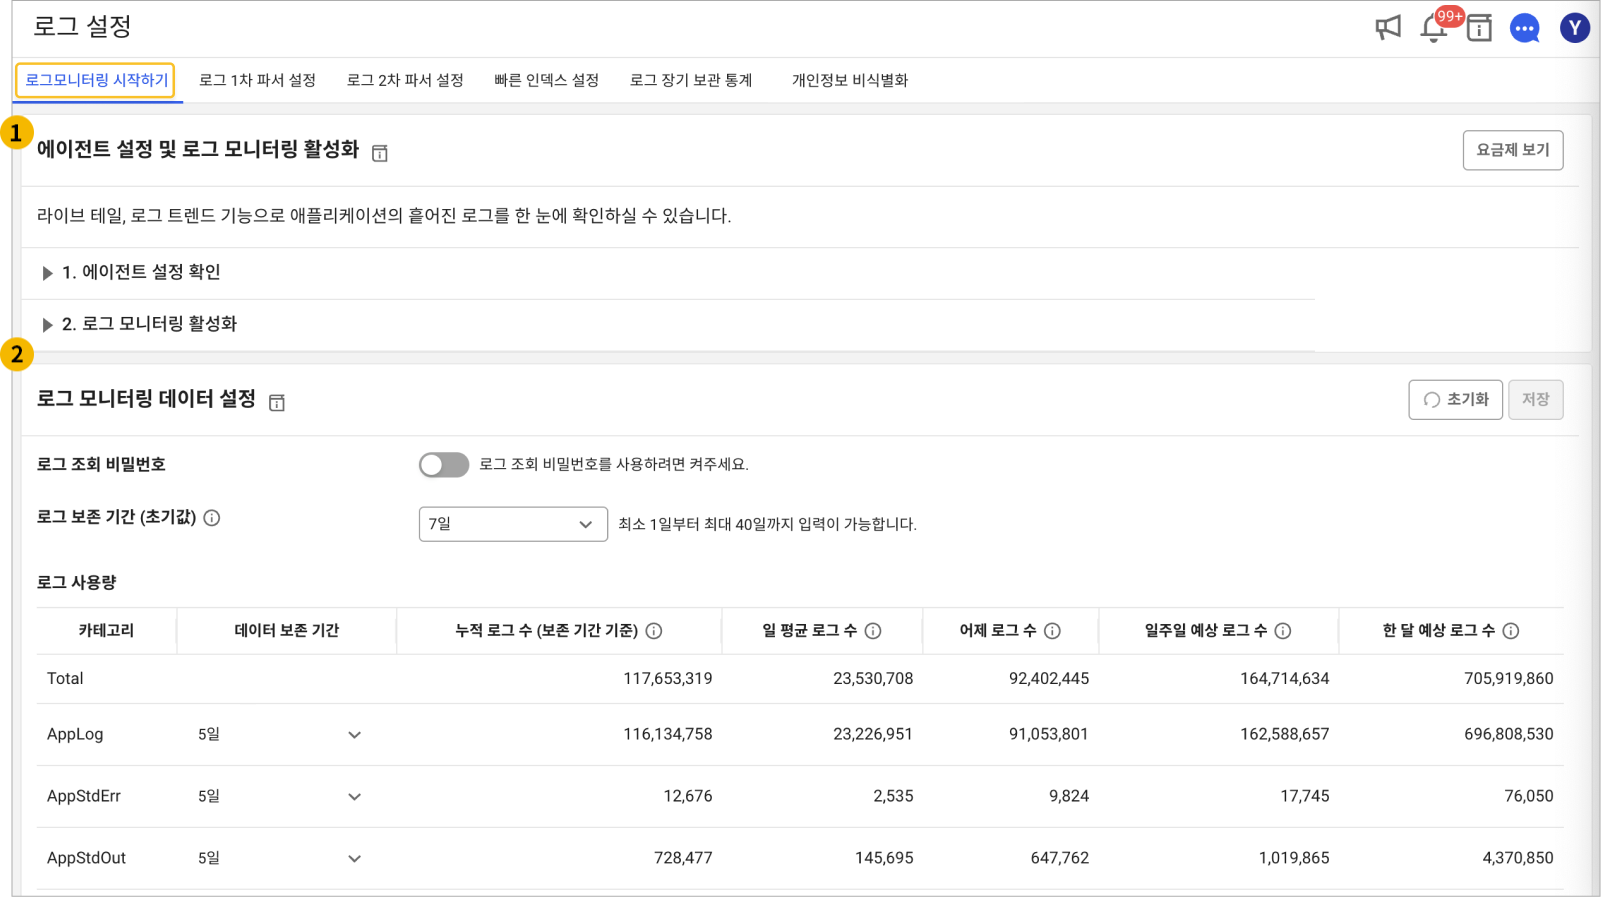 로그 설정
99+
Y
로그모니터링 시작하기
로그 1차 파서 설정
로그 2차 파서 설정
빠른 인덱스 설정
로그 장기 보관 통계
개인정보 비식별화
1
에이전트 설정 및 로그 모니터링 활성화
요금제 보기
라이브 테일, 로그 트렌드 기능으로 애플리케이션의 흩어진 로그를 한 눈에 확인하실 수 있습니다.
1. 에이전트 설정 확인
2. 로그 모니터링 활성화
2
로그 모니터링 데이터 설정
초기화
저장
로그 조회 비밀번호
로그 조회 비밀번호를 사용하려면 켜주세요.
로그 보존 기간 (초기값)
7일
최소 1일부터 최대 40일까지 입력이 가능합니다.
로그 사용량
카테고리 데이터 보존 기간 누적 로그 수 (보존 기간 기준) 일 평균 로그 수 어제 로그 수 일주일 예상 로그 수 한 달 예상 로그 수
Total 117,653,319 23,530,708 92,402,445 164,714,634 705,919,860
AppLog 5일 116,134,758 23,226,951 91,053,801 162,588,657 696,808,530
AppStdErr 5일 12,676 2,535 9,824 17,745 76,050
AppStdOut 5일 728,477 145,695 647,762 1,019,865 4,370,850